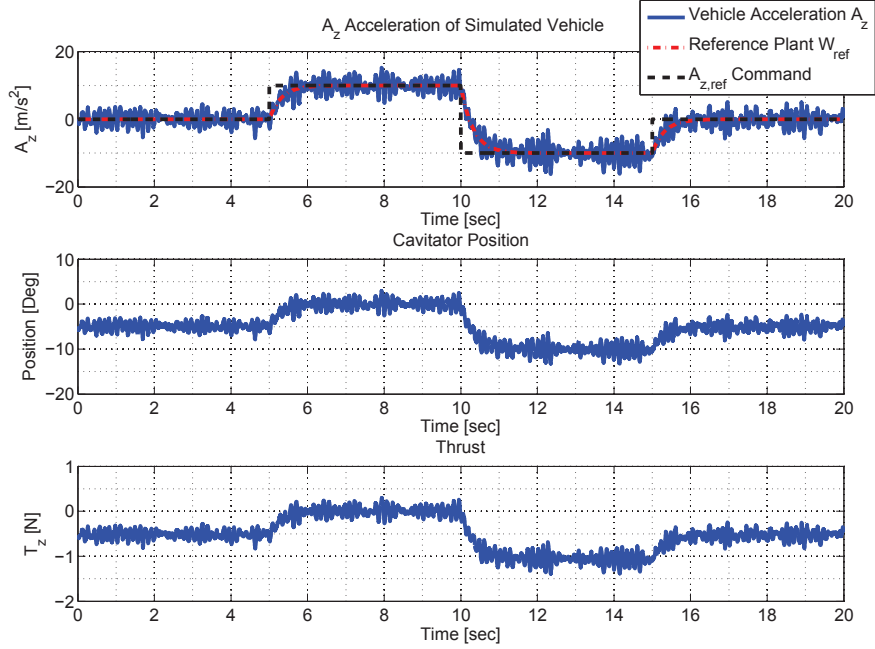 A_z Acceleration of Simulated Vehicle
Vehicle Acceleration A_z
Reference Plant W_ref
A_z,ref Command
A_z [m/s²]
20
0
−20
0 2 4 6 8 10 12 14 16 18 20
Time [sec]
Cavitator Position
Position [Deg]
10
0
−10
−20
0 2 4 6 8 10 12 14 16 18 20
Time [sec]
Thrust
T_z [N]
1
0
−1
−2
0 2 4 6 8 10 12 14 16 18 20
Time [sec]